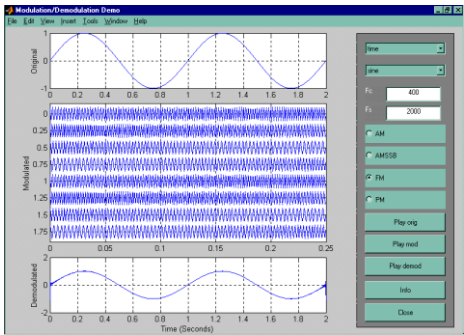 Modulation/Demodulation Demo
File Edit View Insert Tools Window Help
Original
1
0
-1
0 0.2 0.4 0.6 0.8 1 1.2 1.4 1.6 1.8 2
Modulated
0
0.25
0.5
0.75
1
1.25
1.5
1.75
0 0.05 0.1 0.15 0.2 0.25
Demodulated
2
0
-2
0 0.2 0.4 0.6 0.8 1 1.2 1.4 1.6 1.8 2
Time (Seconds)
time
sine
Fc 400
Fs 2000
AM
AMSSB
FM
PM
Play orig
Play mod
Play demod
Info
Close